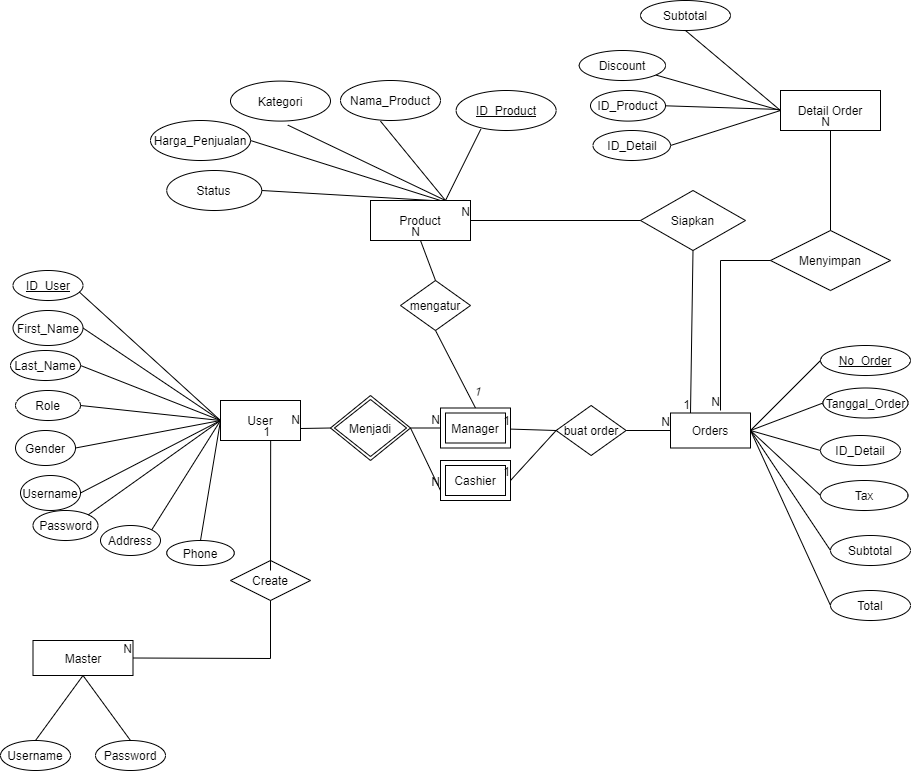 Subtotal
Discount
ID_Product
ID_Detail
Detail Order
N
Kategori
Nama_Product
ID_Product
Harga_Penjualan
Status
Product
N
N
Siapkan
Menyimpan
mengatur
1
1
N
ID_User
First_Name
Last_Name
Role
Gender
Username
Password
Address
Phone
User
N
1
Menjadi
N
Manager
1
N
Cashier
1
buat order
N
Orders
No_Order
Tanggal_Order
ID_Detail
Tax
Subtotal
Total
Create
Master
N
Username
Password